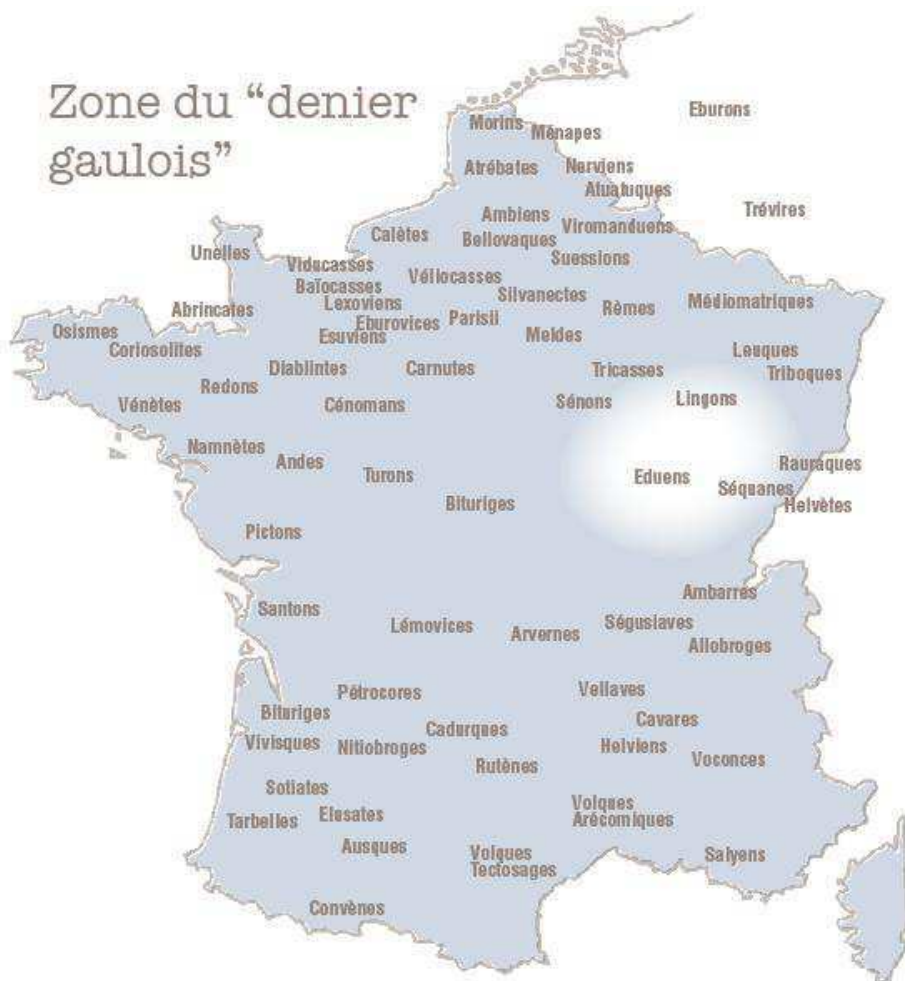 Zone du “denier
gaulois”
Eburons
Morins
Ménapes
Atrébates
Nerviens
Atuatuques
Trévires
Ambiens
Viromanduens
Calètes
Bellovaques
Unelles
Viducasses
Suessions
Baïocasses
Véliocasses
Lexoviens
Silvanectes
Médiomatriques
Abrincates
Eburovices
Parisii
Rèmes
Osismes
Esuviens
Meldes
Coriosolites
Leuques
Diablintes
Carnutes
Tricasses
Triboques
Redons
Vénètes
Cénomans
Sénons
Lingons
Namnètes
Andes
Turons
Eduens
Rauraques
Séquanes
Bituriges
Helvètes
Pictons
Ambarres
Santons
Lémovices
Arvernes
Ségusiaves
Allobroges
Pétrocores
Vellaves
Bituriges
Vivisques
Cadurques
Cavares
Nitiobroges
Helviens
Rutènes
Voconces
Sotiates
Elusates
Tarbelles
Volques
Arécomiques
Ausques
Volques
Tectosages
Salyens
Convènes